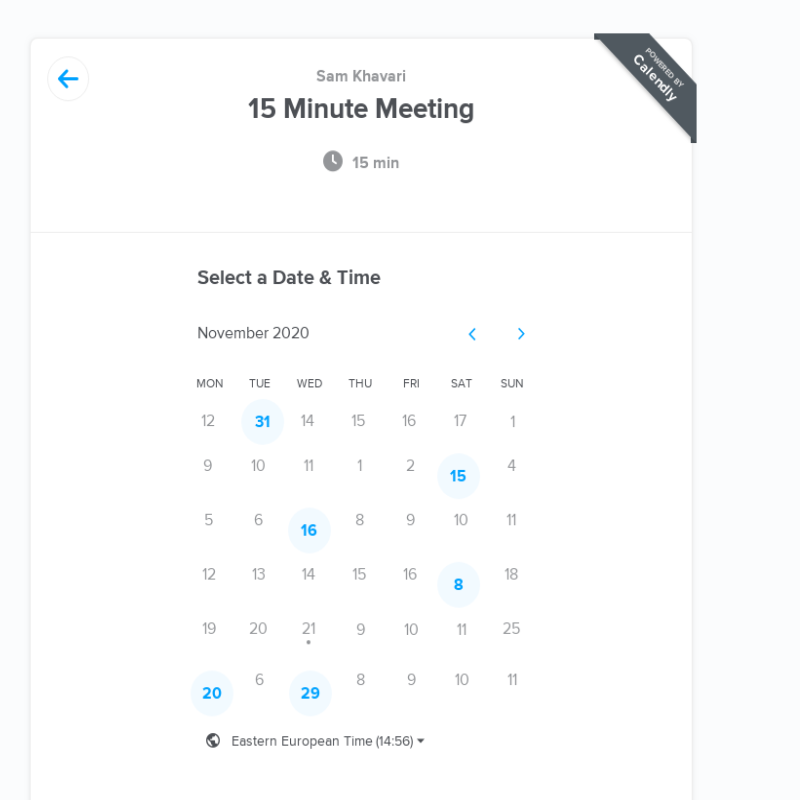 Sam Khavari
POWERED BY
Calendly
15 Minute Meeting
15 min
Select a Date & Time
November 2020
MON TUE WED THU FRI SAT SUN
12 31 14 15 16 17 1
9 10 11 1 2 15 4
5 6 16 8 9 10 11
12 13 14 15 16 8 18
19 20 21 9 10 11 25
20 6 29 8 9 10 11
Eastern European Time (14:56)